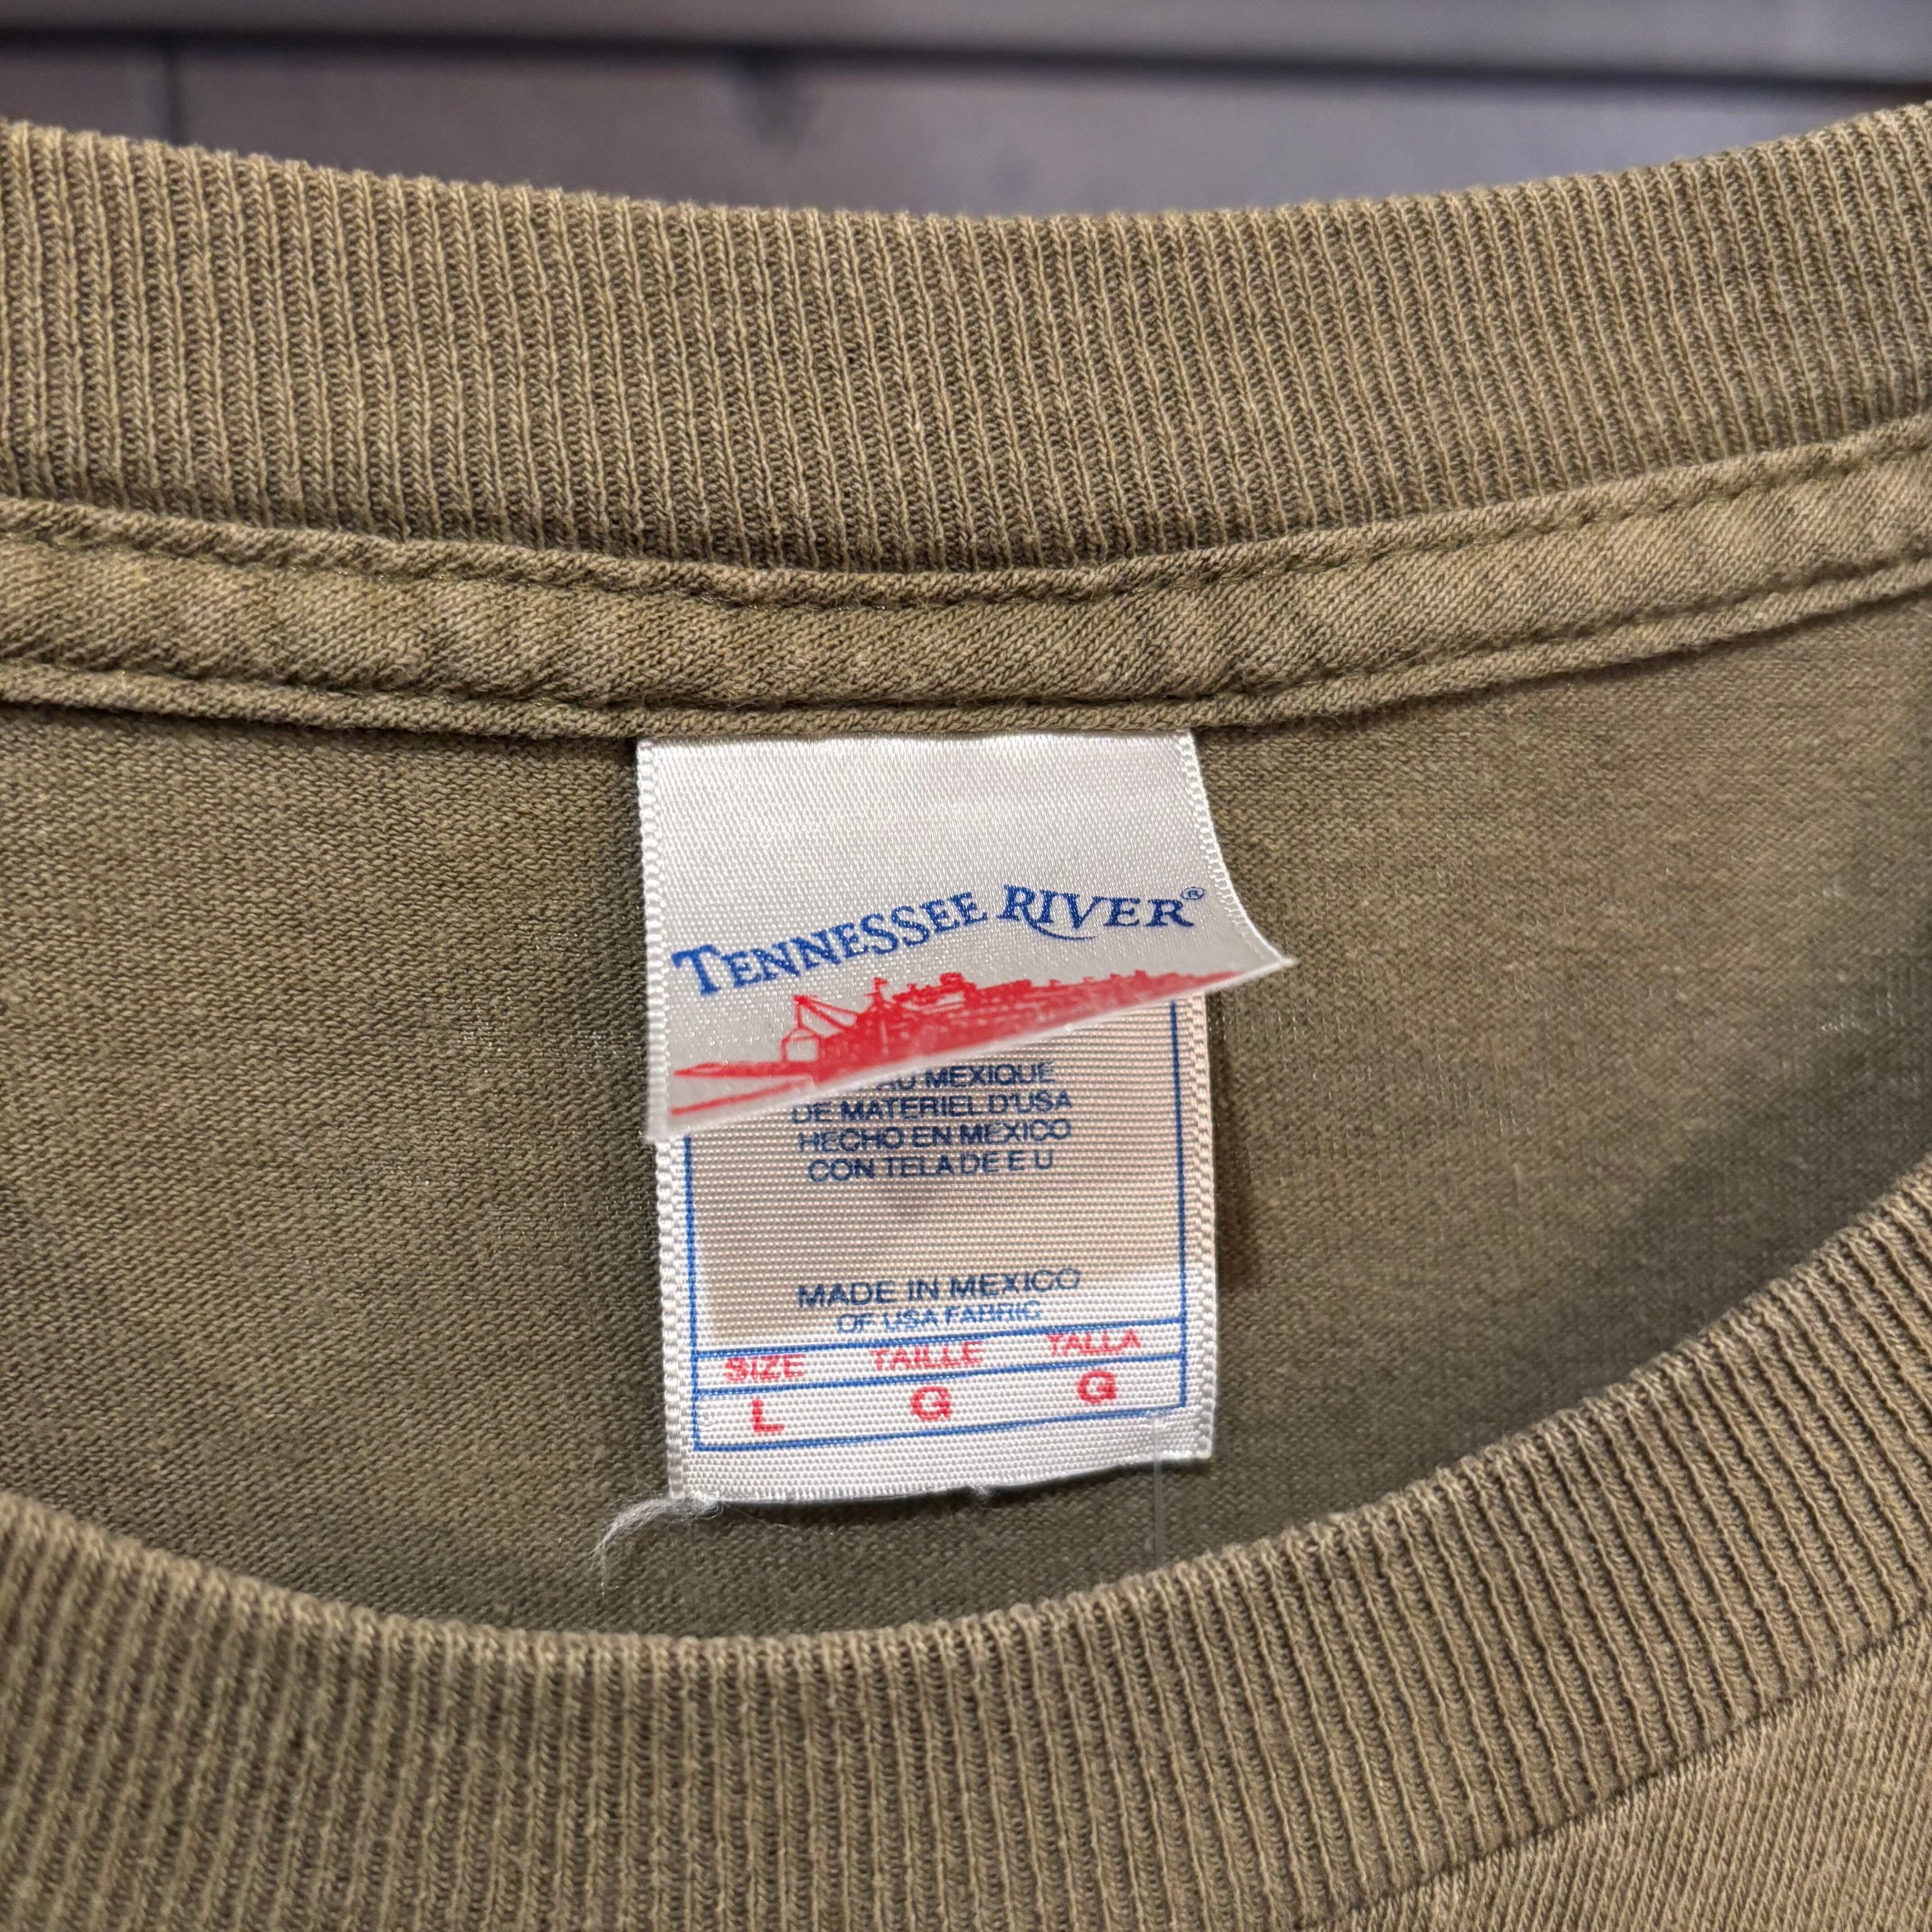 TENNESSEE RIVER®
AU MEXIQUE
DE MATERIEL D'USA
HECHO EN MEXICO
CON TELA DE E U
MADE IN MEXICO
OF USA FABRIC
SIZE TAILLE TALLA
L G G